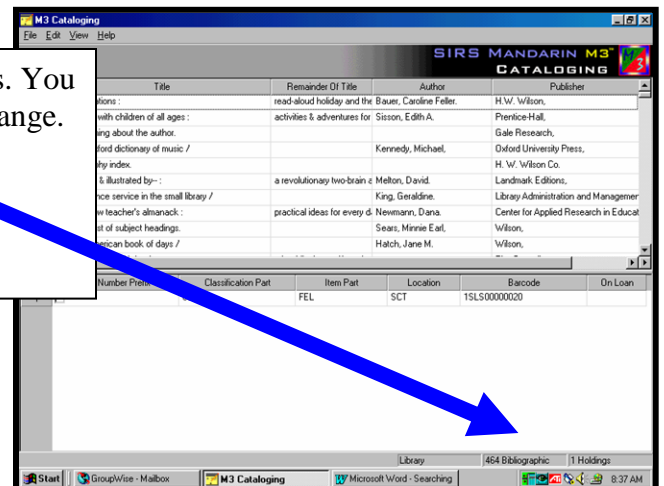 M3 Cataloging
File Edit View Help
SIRS MANDARIN M3™
CATALOGING
s. You
ange.
Title Remainder Of Title Author Publisher
tions : read-aloud holiday and the Bauer, Caroline Feller. H.W. Wilson,
with children of all ages : activities & adventures for Sisson, Edith A. Prentice-Hall,
ing about the author. Gale Research,
ford dictionary of music / Kennedy, Michael, Oxford University Press,
hy index. H. W. Wilson Co.
& illustrated by-- : a revolutionary two-brain a Melton, David. Landmark Editions,
nce service in the small library / King, Geraldine. Library Administration and Managemen
w teacher's almanack : practical ideas for every d Newmann, Dana. Center for Applied Research in Educat
st of subject headings. Sears, Minnie Earl, Wilson,
erican book of days / Hatch, Jane M. Wilson,
Number Prefi Classification Part Item Part Location Barcode On Loan
FEL SCT 1SLS00000020
Library 464 Bibliographic 1 Holdings
Start GroupWise - Mailbox M3 Cataloging Microsoft Word - Searching 8:37 AM